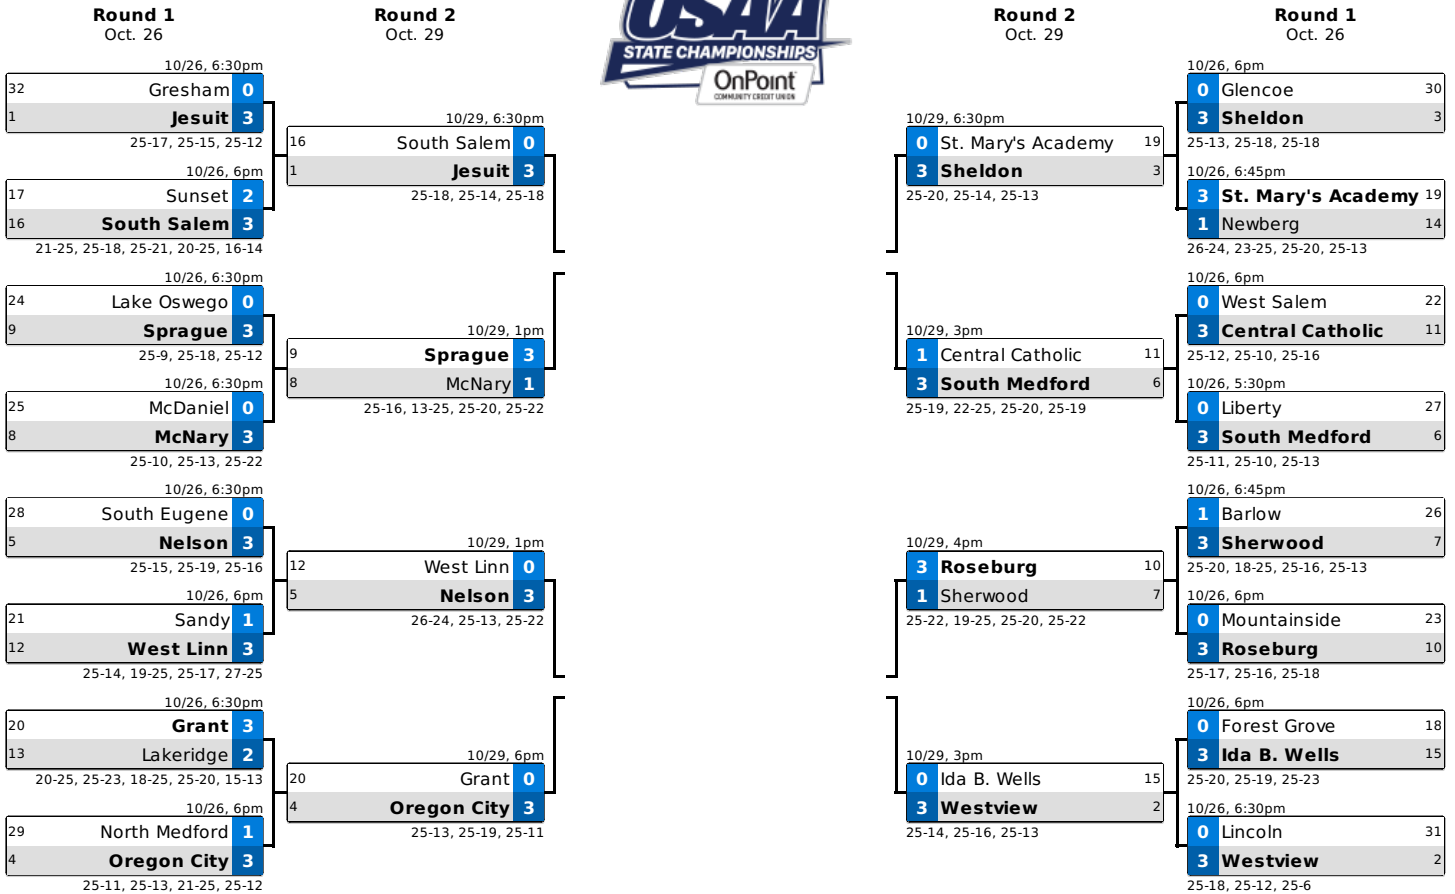 Round 1
Oct. 26
Round 2
Oct. 29
USAA
STATE CHAMPIONSHIPS
OnPoint
COMMUNITY CREDIT UNION
Round 2
Oct. 29
Round 1
Oct. 26
10/26, 6:30pm
32 Gresham 0
1 Jesuit 3
25-17, 25-15, 25-12
10/26, 6pm
17 Sunset 2
16 South Salem 3
21-25, 25-18, 25-21, 20-25, 16-14
10/26, 6:30pm
24 Lake Oswego 0
9 Sprague 3
25-9, 25-18, 25-12
10/26, 6:30pm
25 McDaniel 0
8 McNary 3
25-10, 25-13, 25-22
10/26, 6:30pm
28 South Eugene 0
5 Nelson 3
25-15, 25-19, 25-16
10/26, 6pm
21 Sandy 1
12 West Linn 3
25-14, 19-25, 25-17, 27-25
10/26, 6:30pm
20 Grant 3
13 Lakeridge 2
20-25, 25-23, 18-25, 25-20, 15-13
10/26, 6pm
29 North Medford 1
4 Oregon City 3
25-11, 25-13, 21-25, 25-12
10/29, 6:30pm
16 South Salem 0
1 Jesuit 3
25-18, 25-14, 25-18
10/29, 1pm
9 Sprague 3
8 McNary 1
25-16, 13-25, 25-20, 25-22
10/29, 1pm
12 West Linn 0
5 Nelson 3
26-24, 25-13, 25-22
10/29, 6pm
20 Grant 0
4 Oregon City 3
25-13, 25-19, 25-11
10/29, 6:30pm
0 St. Mary's Academy 19
3 Sheldon 3
25-20, 25-14, 25-13
10/29, 3pm
1 Central Catholic 11
3 South Medford 6
25-19, 22-25, 25-20, 25-19
10/29, 4pm
3 Roseburg 10
1 Sherwood 7
25-22, 19-25, 25-20, 25-22
10/29, 3pm
0 Ida B. Wells 15
3 Westview 2
25-14, 25-16, 25-13
10/26, 6pm
0 Glencoe 30
3 Sheldon 3
25-13, 25-18, 25-18
10/26, 6:45pm
3 St. Mary's Academy 19
1 Newberg 14
26-24, 23-25, 25-20, 25-13
10/26, 6pm
0 West Salem 22
3 Central Catholic 11
25-12, 25-10, 25-16
10/26, 5:30pm
0 Liberty 27
3 South Medford 6
25-11, 25-10, 25-13
10/26, 6:45pm
1 Barlow 26
3 Sherwood 7
25-20, 18-25, 25-16, 25-13
10/26, 6pm
0 Mountainside 23
3 Roseburg 10
25-17, 25-16, 25-18
10/26, 6pm
0 Forest Grove 18
3 Ida B. Wells 15
25-20, 25-19, 25-23
10/26, 6:30pm
0 Lincoln 31
3 Westview 2
25-18, 25-12, 25-6